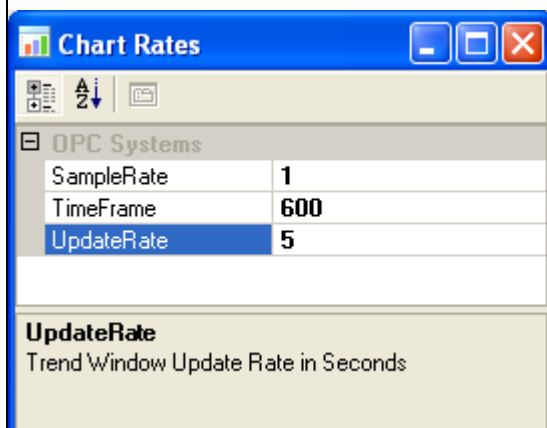 Chart Rates
OPC Systems
SampleRate 1
TimeFrame 600
UpdateRate 5
UpdateRate
Trend Window Update Rate in Seconds